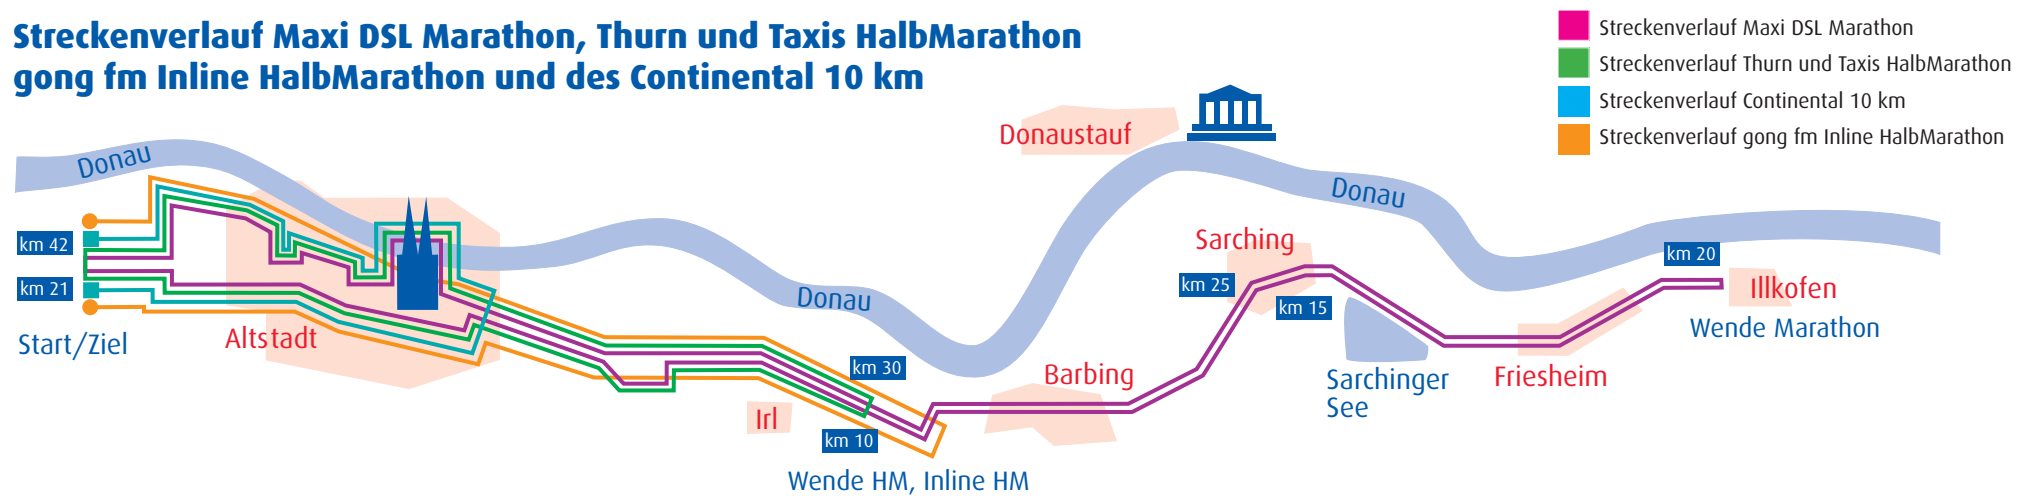 Streckenverlauf Maxi DSL Marathon, Thurn und Taxis HalbMarathon
gong fm Inline HalbMarathon und des Continental 10 km
Streckenverlauf Maxi DSL Marathon
Streckenverlauf Thurn und Taxis HalbMarathon
Streckenverlauf Continental 10 km
Streckenverlauf gong fm Inline HalbMarathon
Donaustauf
Donau
Donau
km 42
Sarching
km 20
km 21
km 25
Illkofen
Donau
km 15
Start/Ziel
Altstadt
Wende Marathon
km 30
Barbing
Sarchinger
See
Friesheim
Irl
km 10
Wende HM, Inline HM